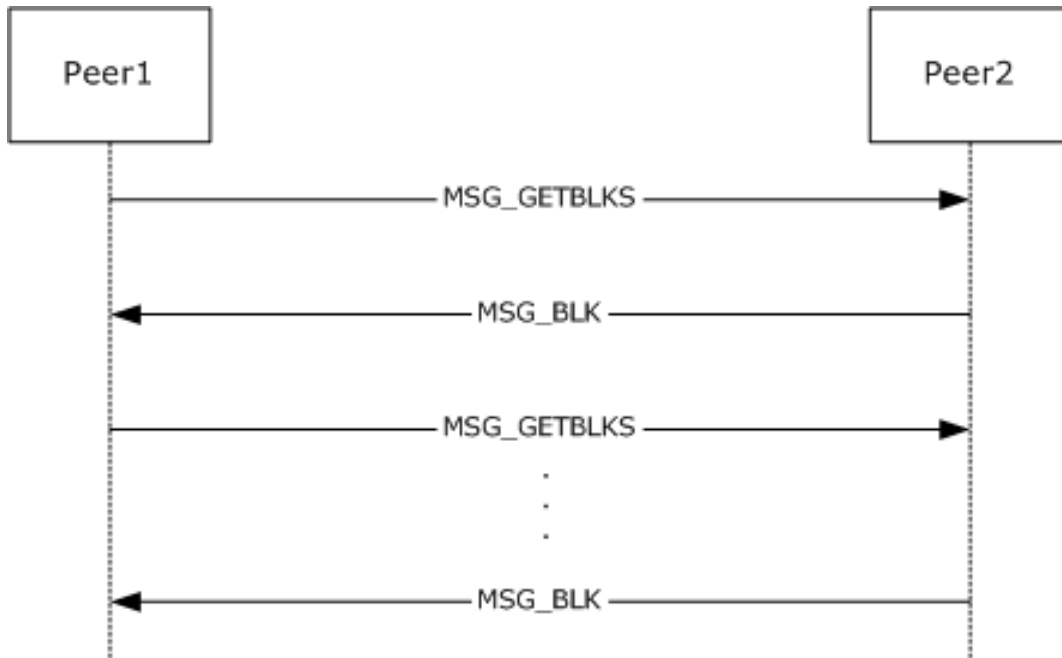 Peer1
Peer2
MSG_GETBLKS
MSG_BLK
MSG_GETBLKS
.
.
.
MSG_BLK